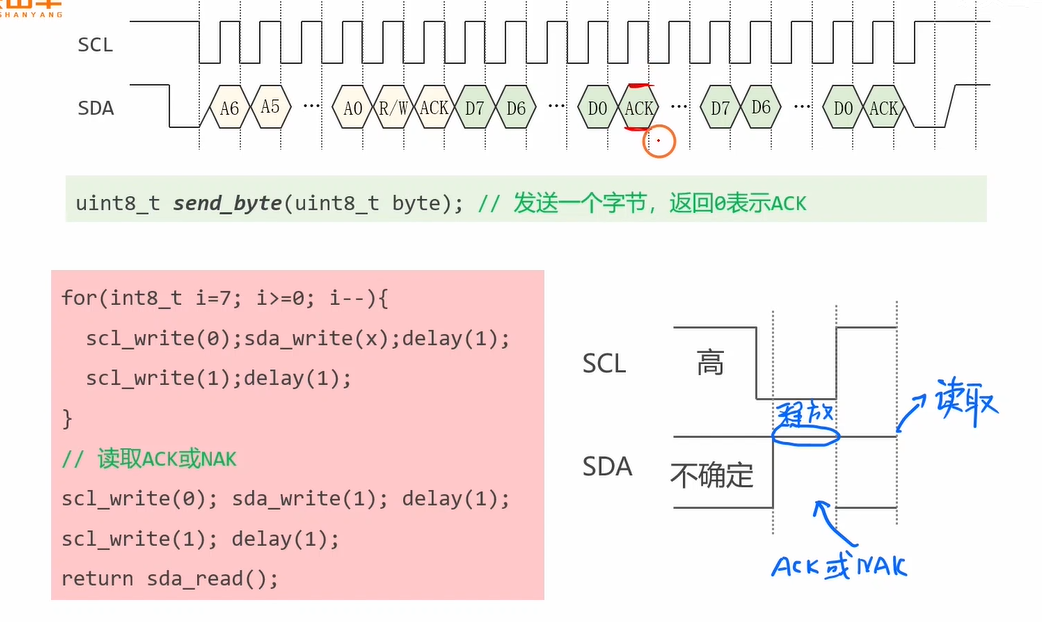 SHANYANG
SCL
SDA A6 A5 ... A0 R/W ACK D7 D6 ... D0 ACK ... D7 D6 ... D0 ACK
uint8_t send_byte(uint8_t byte); // 发送一个字节，返回0表示ACK
for(int8_t i=7; i>=0; i--){
scl_write(0);sda_write(x);delay(1);
scl_write(1);delay(1);
}
// 读取ACK或NAK
scl_write(0); sda_write(1); delay(1);
scl_write(1); delay(1);
return sda_read();
SCL 高
释放
读取
SDA 不确定
ACK或NAK